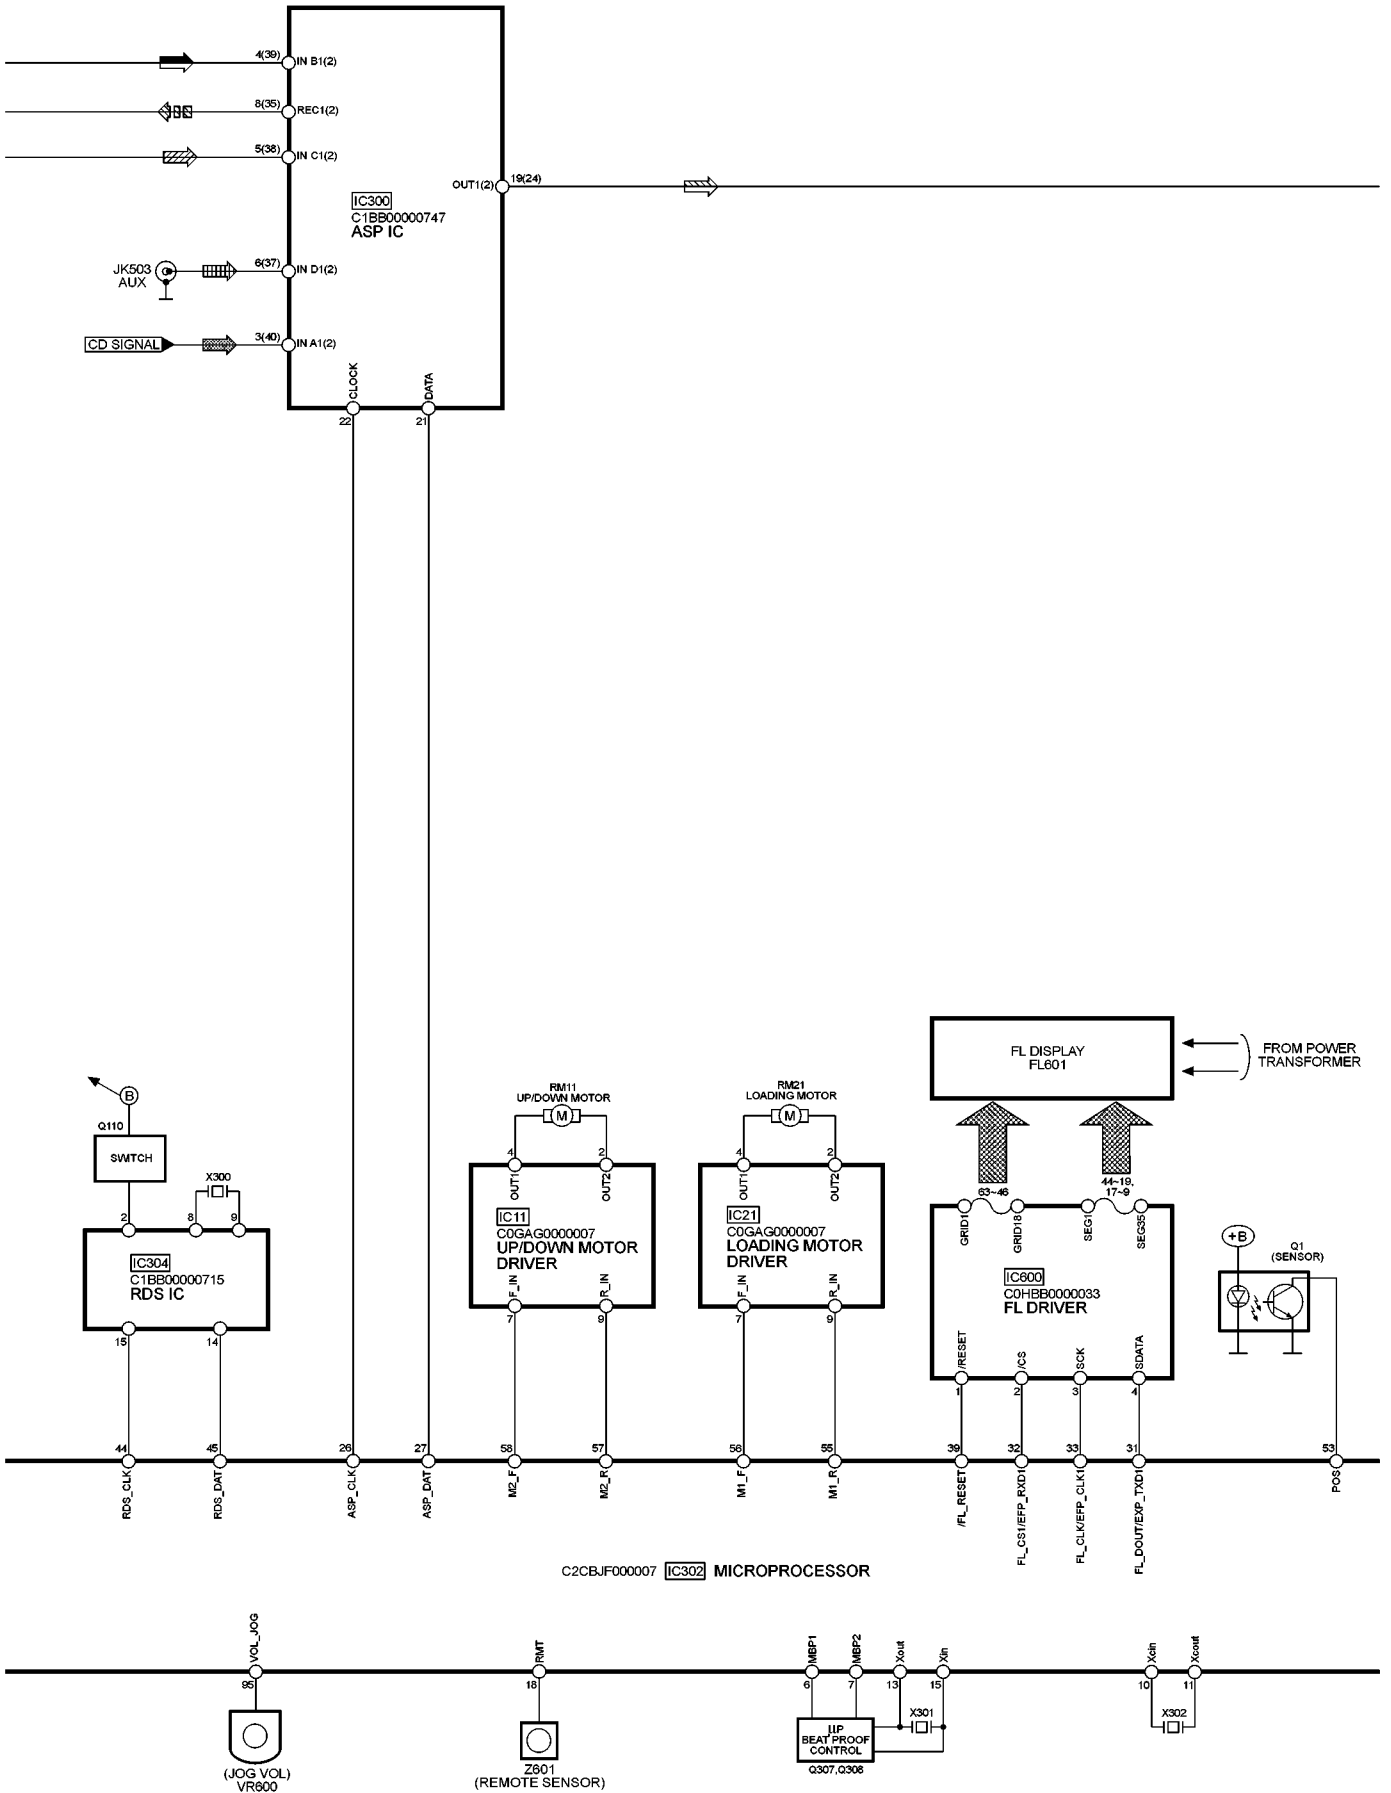 4(39)
IN B1(2)
8(35)
REC1(2)
5(38)
IN C1(2)
OUT1(2)
19(24)
IC300
C1BB00000747
ASP IC
JK503
AUX
6(37)
IN D1(2)
CD SIGNAL
3(40)
IN A1(2)
CLOCK
DATA
22
21
FL DISPLAY
FL601
FROM POWER
TRANSFORMER
B
Q110
SWITCH
X300
2
8
9
IC304
C1BB00000715
RDS IC
15
14
RM11
UP/DOWN MOTOR
M
4
2
OUT1
OUT2
IC11
C0GAG0000007
UP/DOWN MOTOR
DRIVER
F_IN
R_IN
7
9
RM21
LOADING MOTOR
M
4
2
OUT1
OUT2
IC21
C0GAG0000007
LOADING MOTOR
DRIVER
F_IN
R_IN
7
9
63~46
44~19,
17~9
GRID1
GRID18
SEG1
SEG35
IC600
C0HBB0000033
FL DRIVER
/RESET
/CS
SCK
SDATA
1
2
3
4
+B
Q1
(SENSOR)
44
45
26
27
58
57
56
55
39
32
33
31
53
RDS_CLK
RDS_DAT
ASP_CLK
ASP_DAT
M2_F
M2_R
M1_F
M1_R
/FL_RESET
FL_CS1/EFP_RXD1
FL_CLK/EFP_CLK1
FL_DOUT/EXP_TXD1
POS
C2CBJF000007 IC302 MICROPROCESSOR
VOL_JOG
RMT
MBP1
MBP2
Xout
Xin
Xcin
Xcout
95
18
6
7
13
15
10
11
X301
X302
µP
BEAT PROOF
CONTROL
Q307,Q308
(JOG VOL)
VR600
Z601
(REMOTE SENSOR)